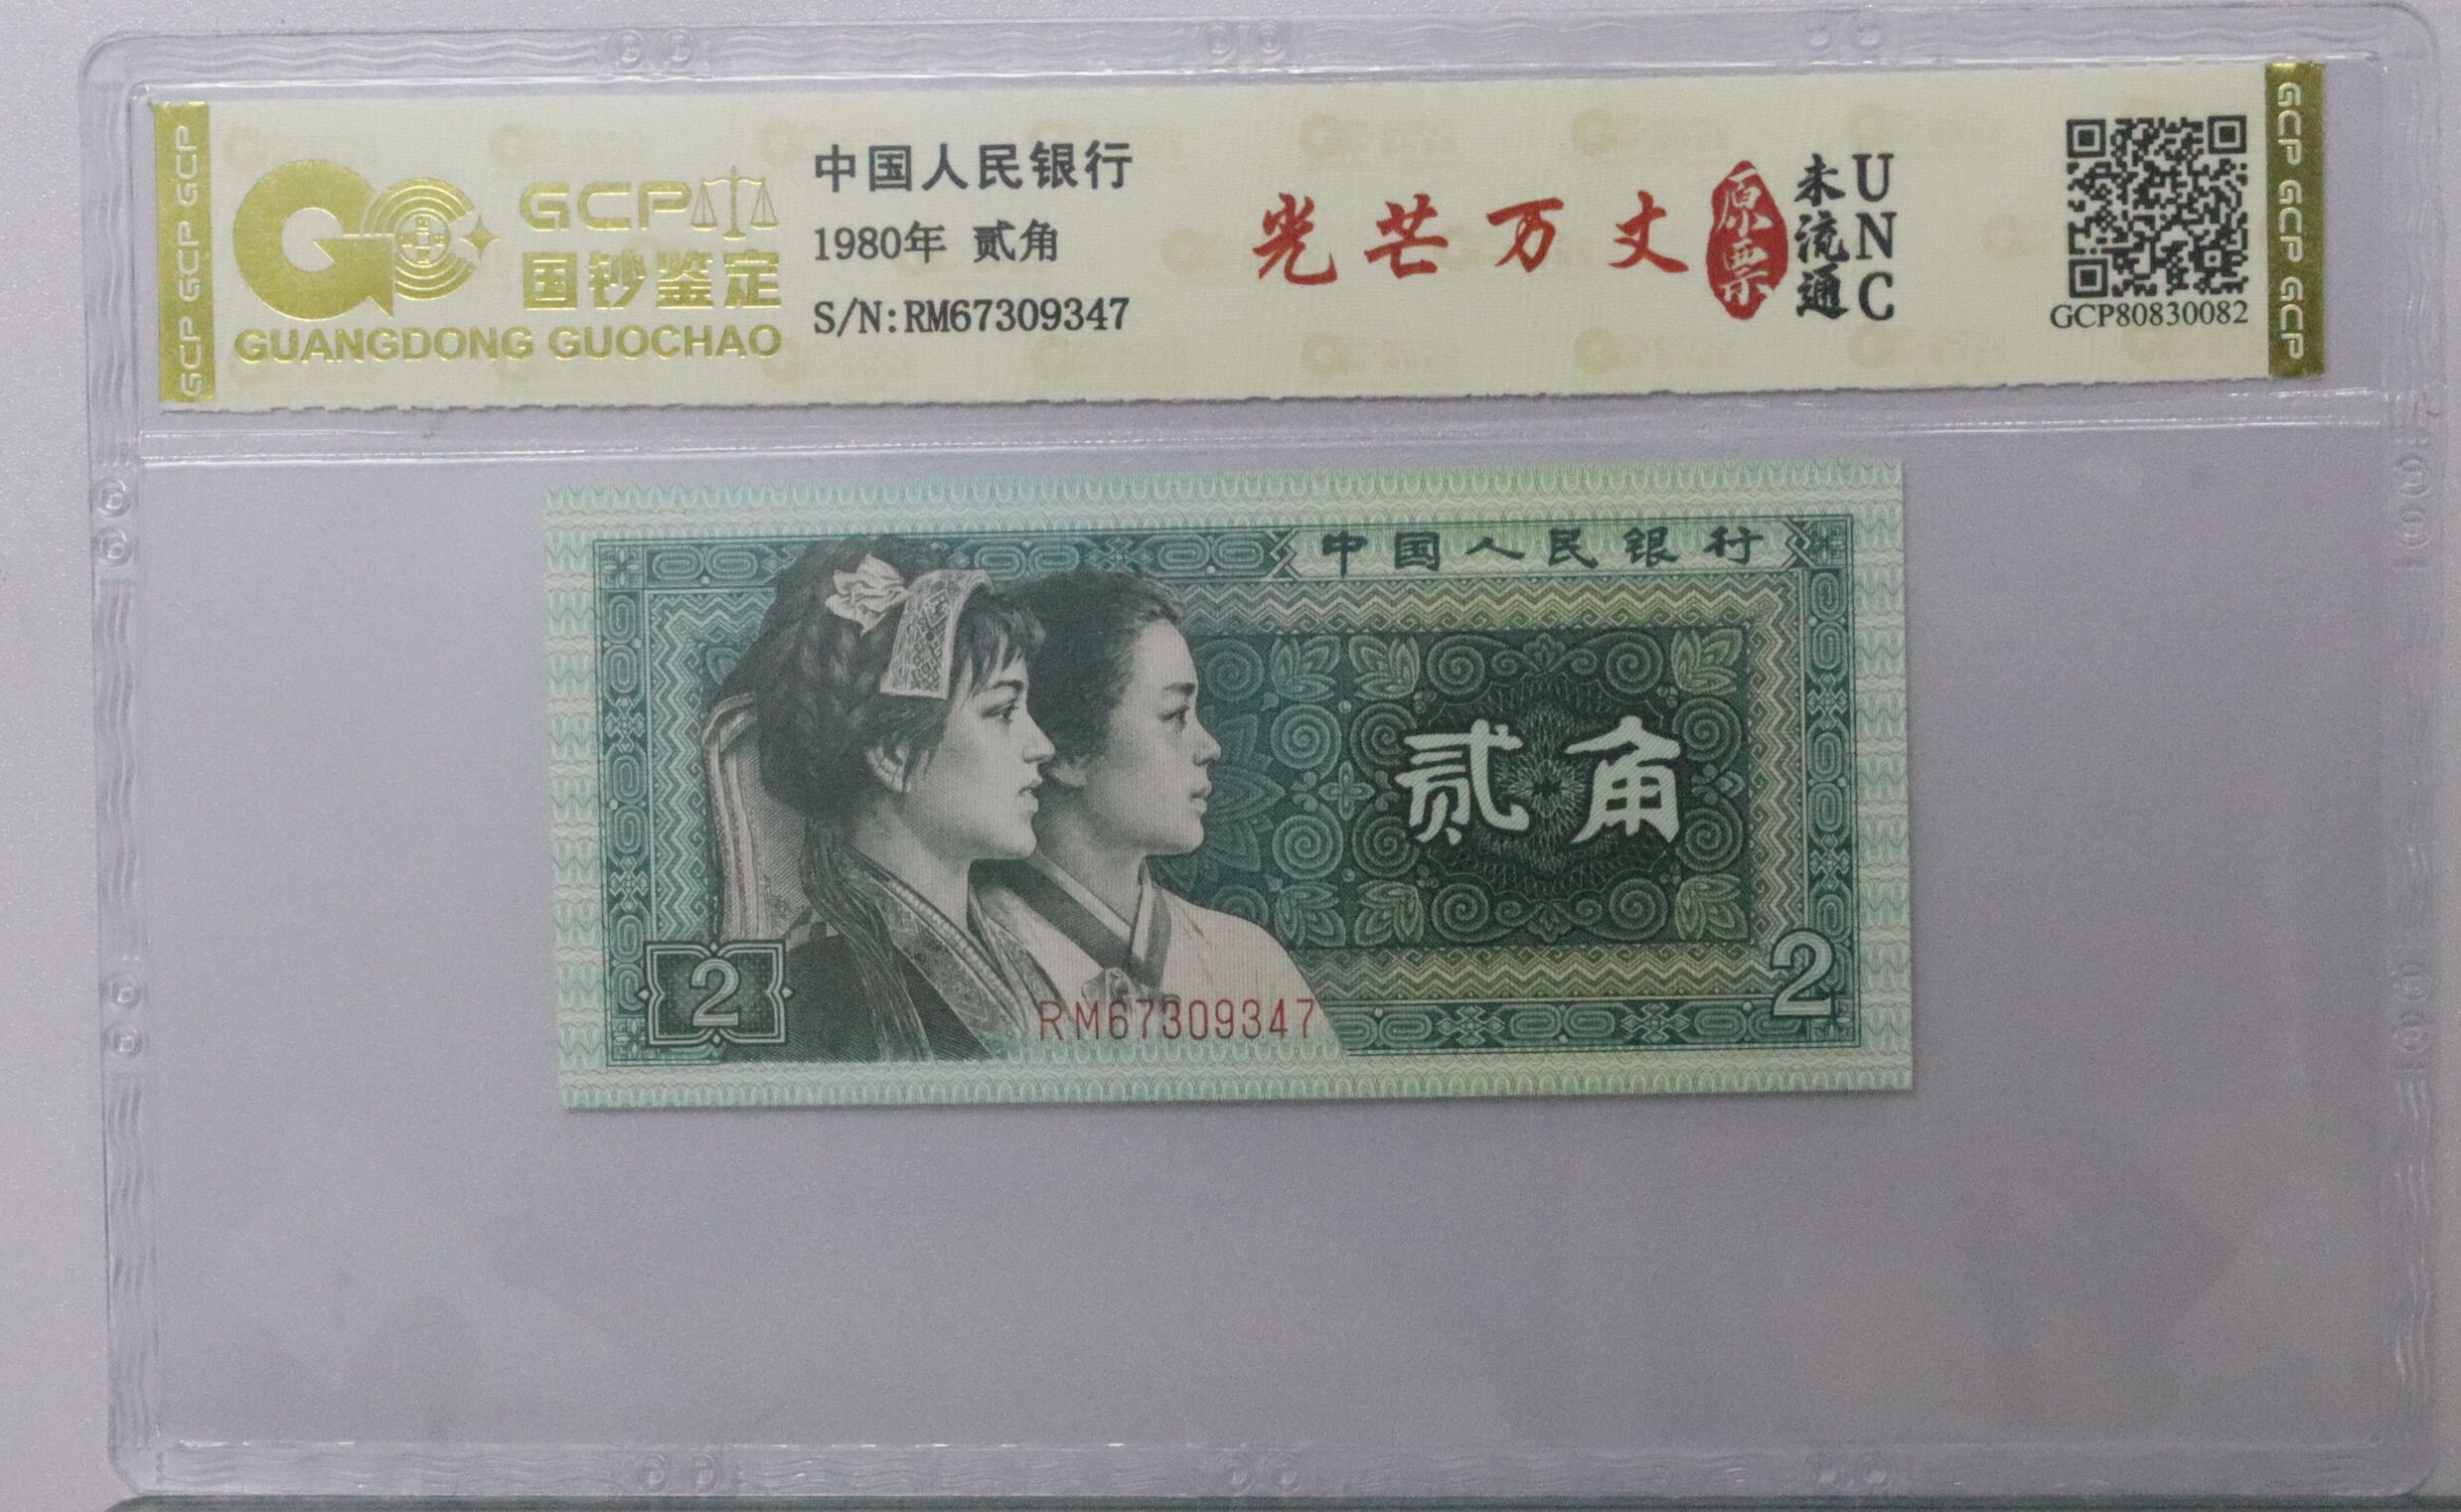 GCP GCP GCP
GCP
国钞鉴定
GUANGDONG GUOCHAO
中国人民银行
1980年 贰角
S/N:RM67309347
光芒万丈
原票
未流通
UNC
GCP80830082
GCP GCP GCP
中国人民银行
贰角
2
2
RM67309347